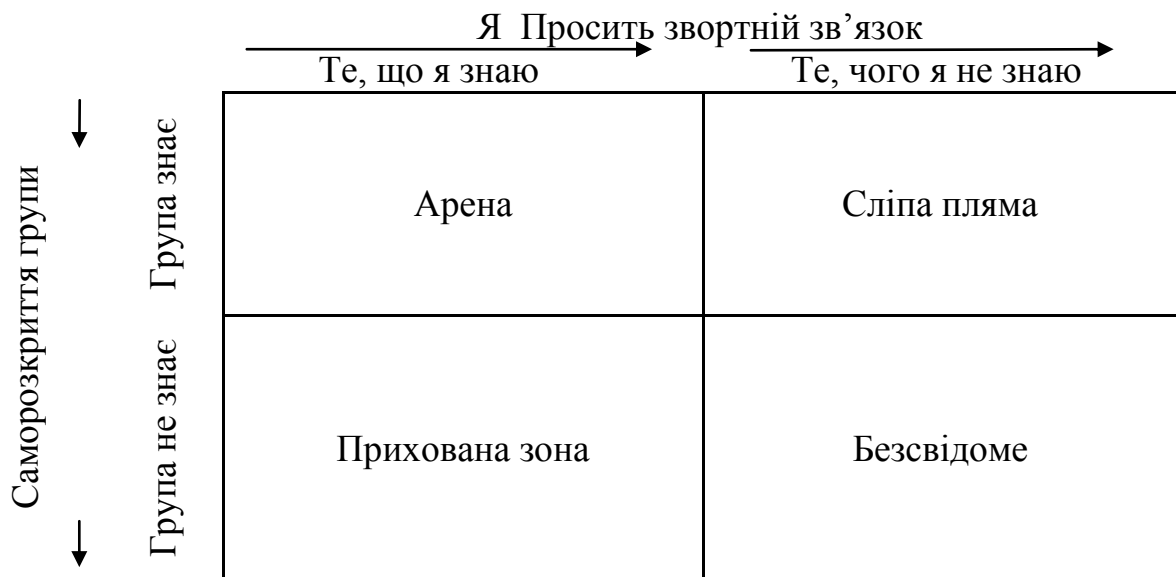 Я Просить звортній зв’язок
Те, що я знаю
Те, чого я не знаю
Саморозкриття групи
Група знає
Арена
Сліпа пляма
Група не знає
Прихована зона
Безсвідоме